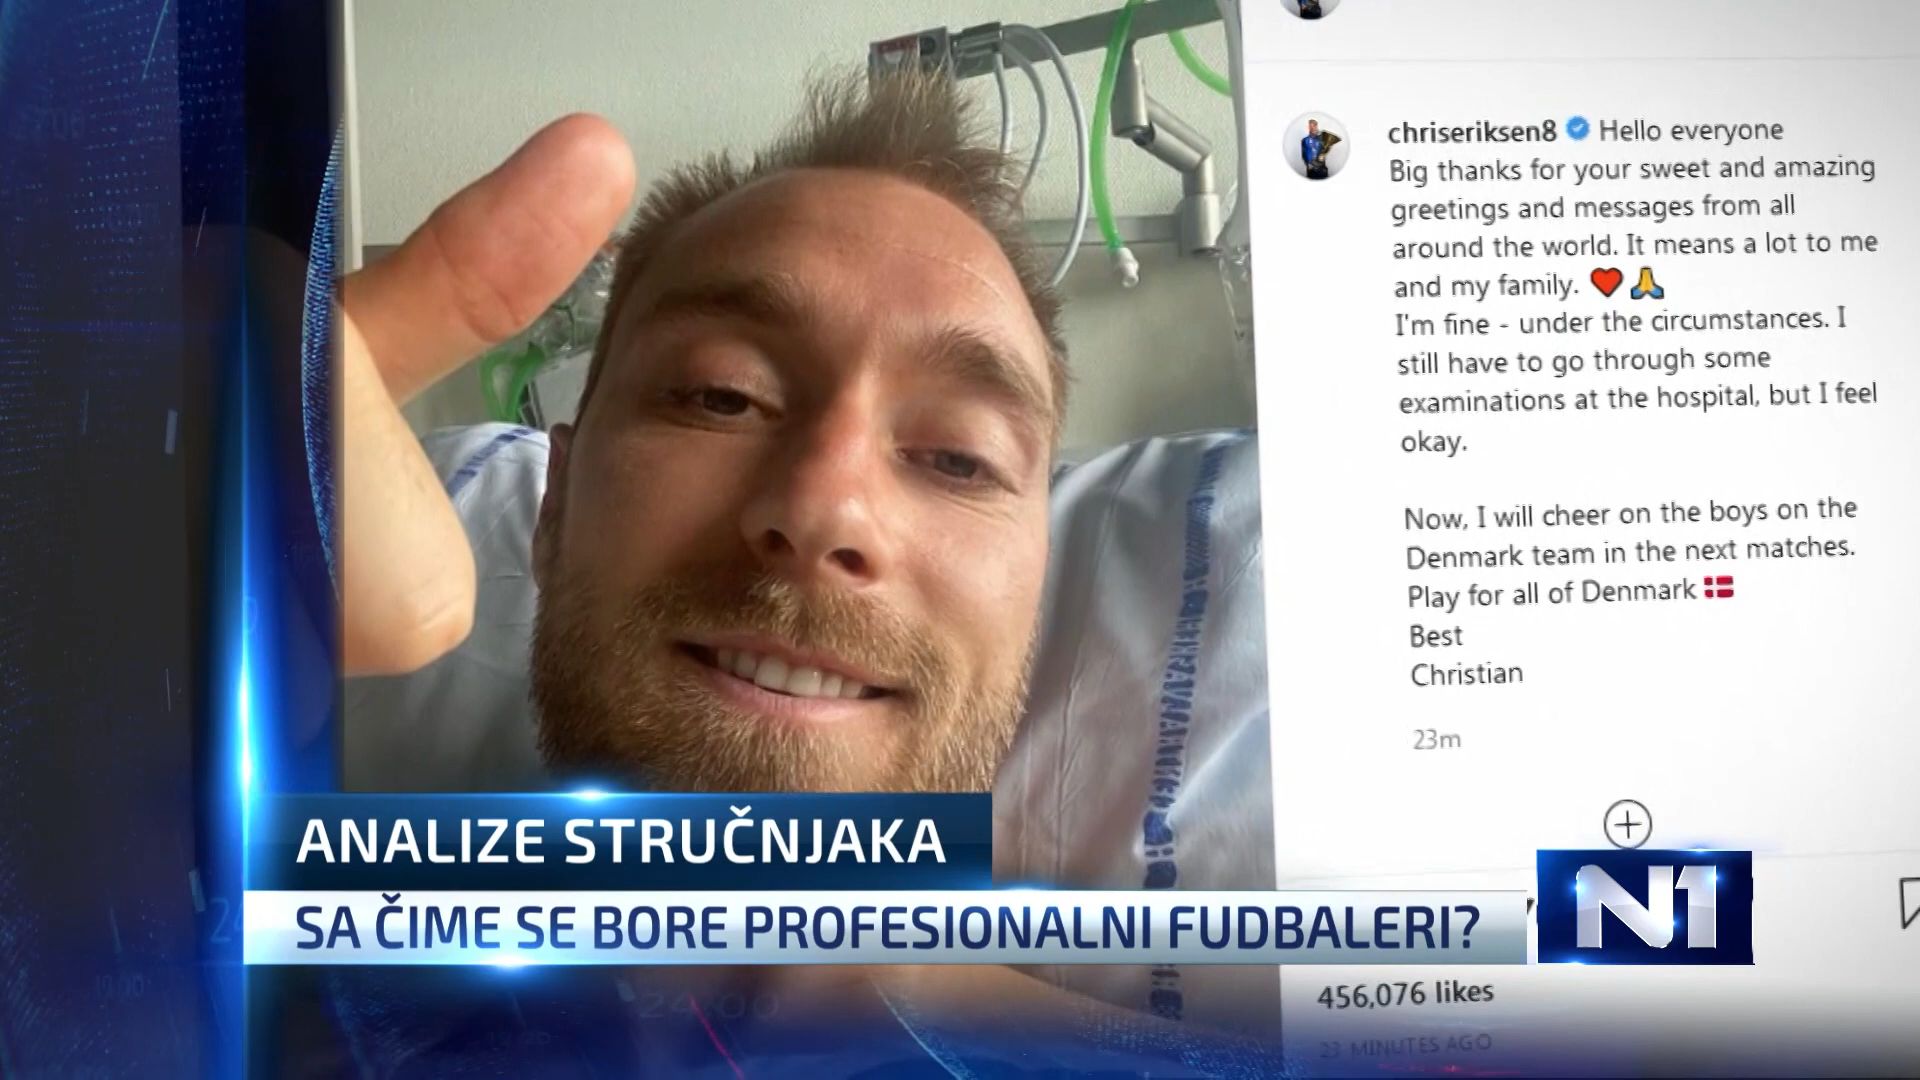 chriseriksen8 Hello everyone
Big thanks for your sweet and amazing
greetings and messages from all
around the world. It means a lot to me
and my family. ❤️🙏
I'm fine - under the circumstances. I
still have to go through some
examinations at the hospital, but I feel
okay.
Now, I will cheer on the boys on the
Denmark team in the next matches.
Play for all of Denmark 🇩🇰
Best
Christian
23m
ANALIZE STRUČNJAKA
SA ČIME SE BORE PROFESIONALNI FUDBALERI?
N1
456,076 likes
23 MINUTES AGO
24:00